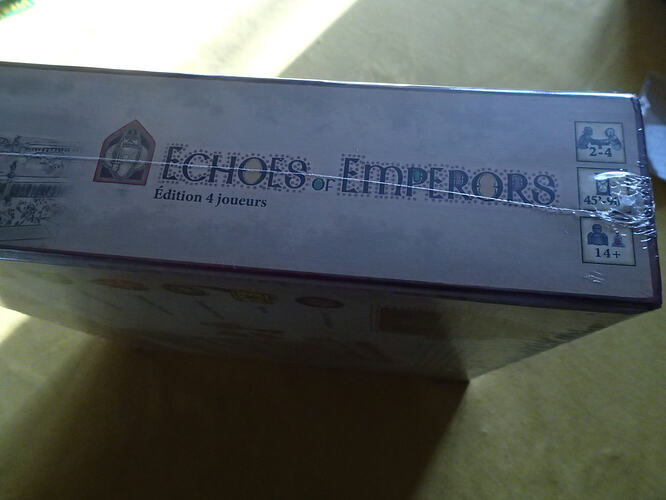 ECHOES OF EMPERORS
Édition 4 joueurs
2-4
14+